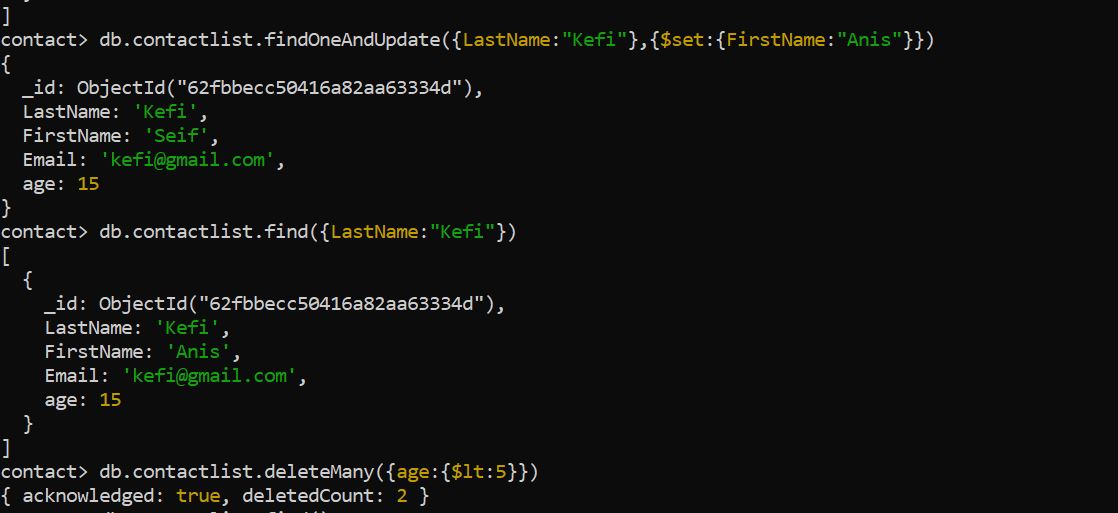 ]
contact> db.contactlist.findOneAndUpdate({LastName:"Kefi"},{$set:{FirstName:"Anis"}})
{
  _id: ObjectId("62fbbecc50416a82aa63334d"),
  LastName: 'Kefi',
  FirstName: 'Seif',
  Email: 'kefi@gmail.com',
  age: 15
}
contact> db.contactlist.find({LastName:"Kefi"})
[
  {
    _id: ObjectId("62fbbecc50416a82aa63334d"),
    LastName: 'Kefi',
    FirstName: 'Anis',
    Email: 'kefi@gmail.com',
    age: 15
  }
]
contact> db.contactlist.deleteMany({age:{$lt:5}})
{ acknowledged: true, deletedCount: 2 }